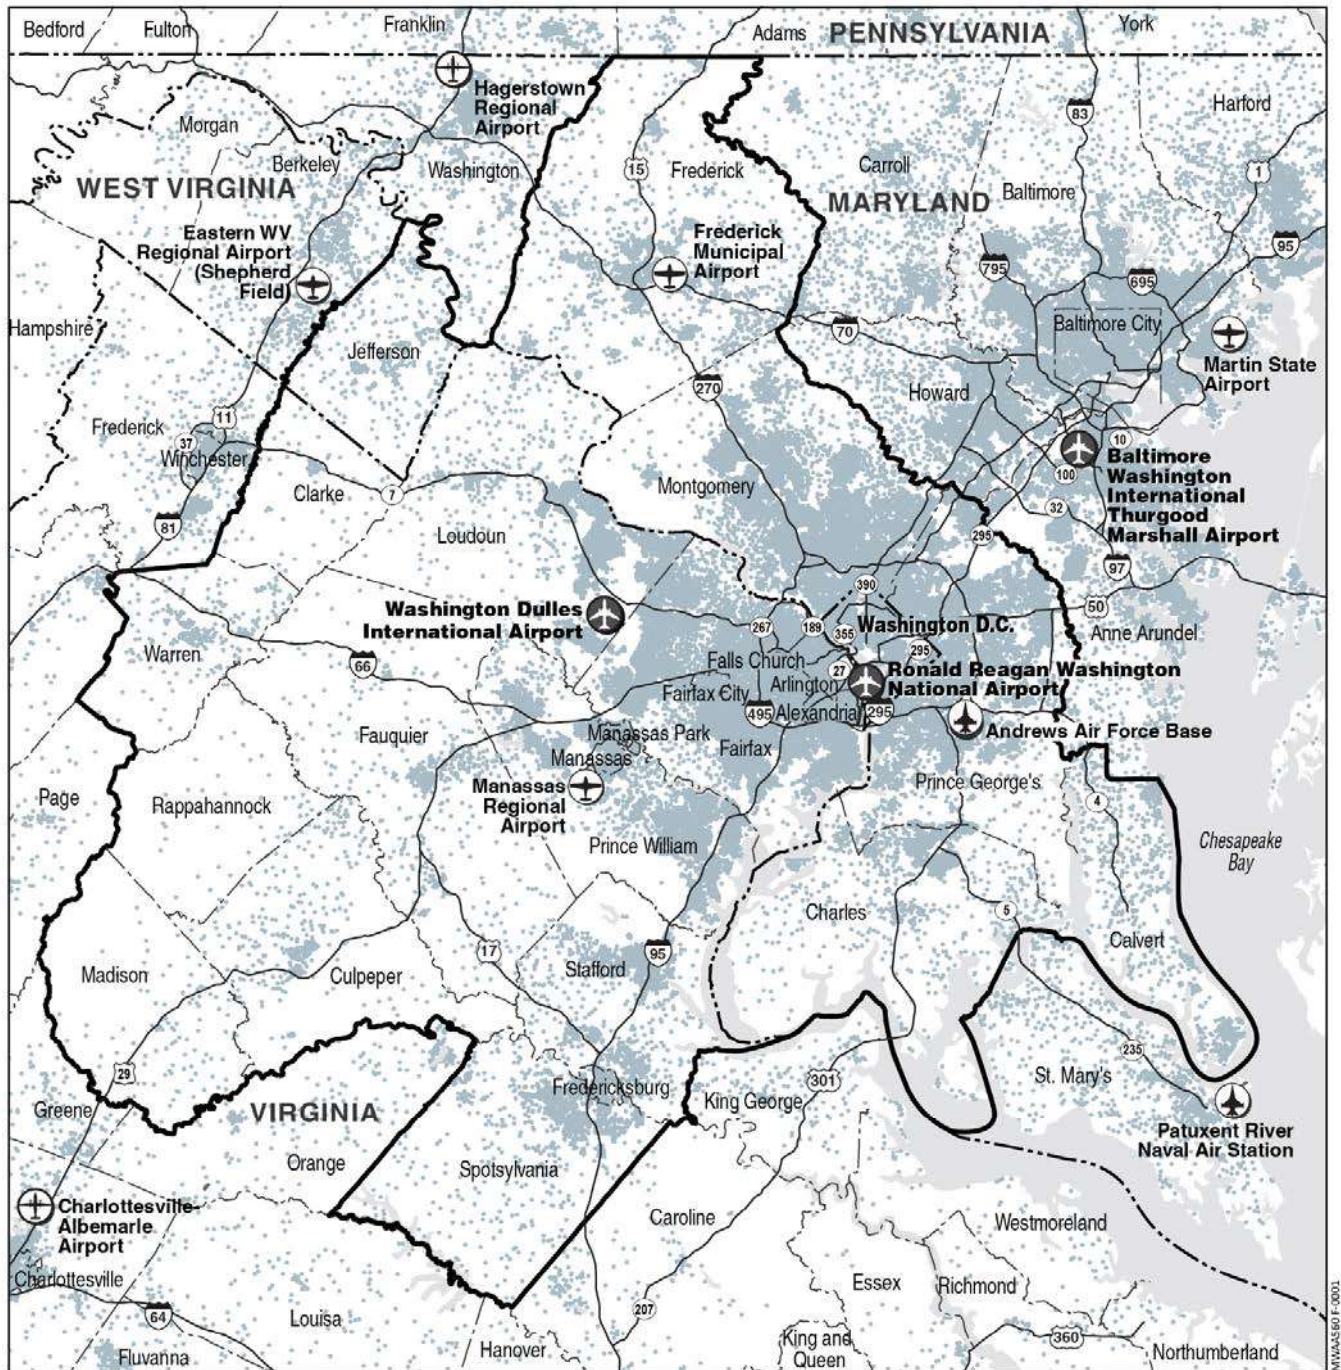 Bedford
Fulton
Franklin
Adams
PENNSYLVANIA
York
Hagerstown
Regional
Airport
83
Harford
Morgan
Berkeley
Washington
15
Frederick
Carroll
1
WEST VIRGINIA
MARYLAND
Baltimore
Eastern WV
Regional Airport
(Shepherd
Field)
Frederick
Municipal
Airport
95
795
695
Hampshire
Jefferson
70
Baltimore City
Martin State
Airport
270
Howard
11
Frederick
37
Winchester
10
Baltimore
Washington
International
Thurgood
Marshall Airport
100
32
Clarke
7
Montgomery
81
Loudoun
295
97
390
50
Washington Dulles
International Airport
267
189
355
Washington D.C.
Anne Arundel
Warren
66
Falls Church
295
27
Ronald Reagan Washington
National Airport
Fairfax City
Arlington
495
Alexandria
295
Fauquier
Manassas Park
Fairfax
Andrews Air Force Base
Manassas
Manassas
Regional
Airport
Prince George's
Page
Rappahannock
4
Prince William
Chesapeake
Bay
Charles
5
17
95
Calvert
Madison
Culpeper
Stafford
235
29
Fredericksburg
301
St. Mary's
Greene
VIRGINIA
King George
Patuxent River
Naval Air Station
Orange
Spotsylvania
Charlottesville-
Albemarle
Airport
Caroline
Westmoreland
Charlottesville
Essex
Richmond
64
Louisa
207
King and
Queen
360
Fluvanna
Hanover
Northumberland
MWAAS60 F-0001